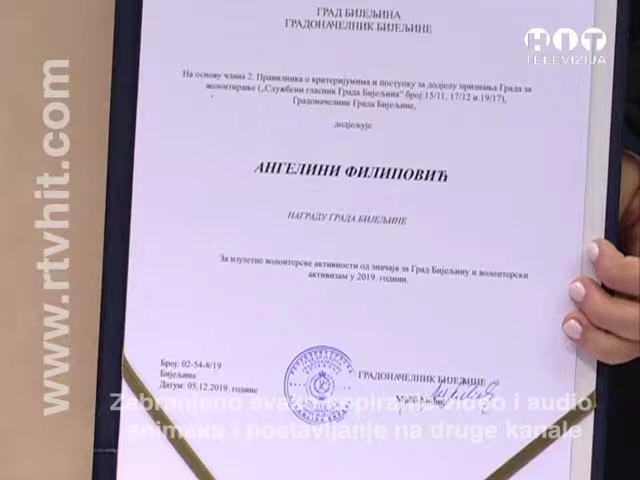 ГРАД БИЈЕЉИНА
ГРАДОНАЧЕЛНИК БИЈЕЉИНЕ
HIT
TELEVIZIJA
На основу члана 2. Правилника о критеријумима и поступку за додјелу признања Града за
волонтирање („Службени гласник Града Бијељина“ број:15/11, 17/12 и 19/17),
Градоначелник Града Бијељине,
додјељује
АНГЕЛИНИ ФИЛИПОВИЋ
НАГРАДУ ГРАДА БИЈЕЉИНЕ
За изузетне волонтерске активности од значаја за Град Бијељину и волонтерски
активизам у 2019. години.
Број: 02-54-8/19
Бијељина
Датум: 05.12.2019. године
ГРАДОНАЧЕЛНИК БИЈЕЉИНЕ
Мићо Мићић
Zabranjeno svako kopiranje video i audio
snimaka i postavljanje na druge kanale
www.rtvhit.com